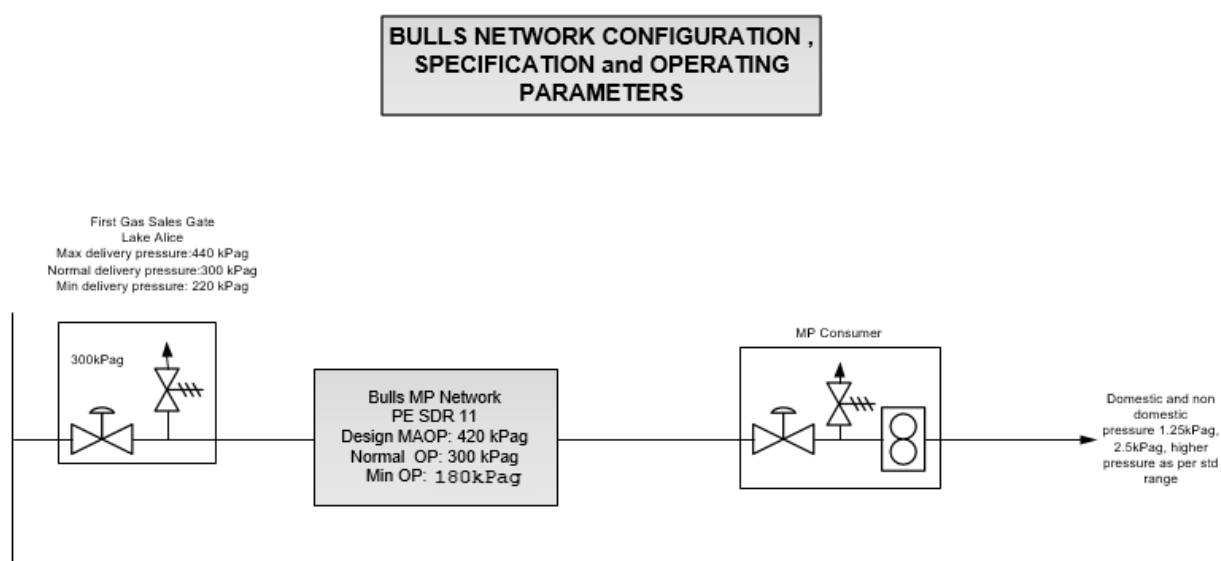 BULLS NETWORK CONFIGURATION ,
SPECIFICATION and OPERATING
PARAMETERS
First Gas Sales Gate
Lake Alice
Max delivery pressure:440 kPag
Normal delivery pressure:300 kPag
Min delivery pressure: 220 kPag
300kPag
Bulls MP Network
PE SDR 11
Design MAOP: 420 kPag
Normal OP: 300 kPag
Min OP: 180kPag
MP Consumer
Domestic and non
domestic
pressure 1.25kPag,
2.5kPag, higher
pressure as per std
range